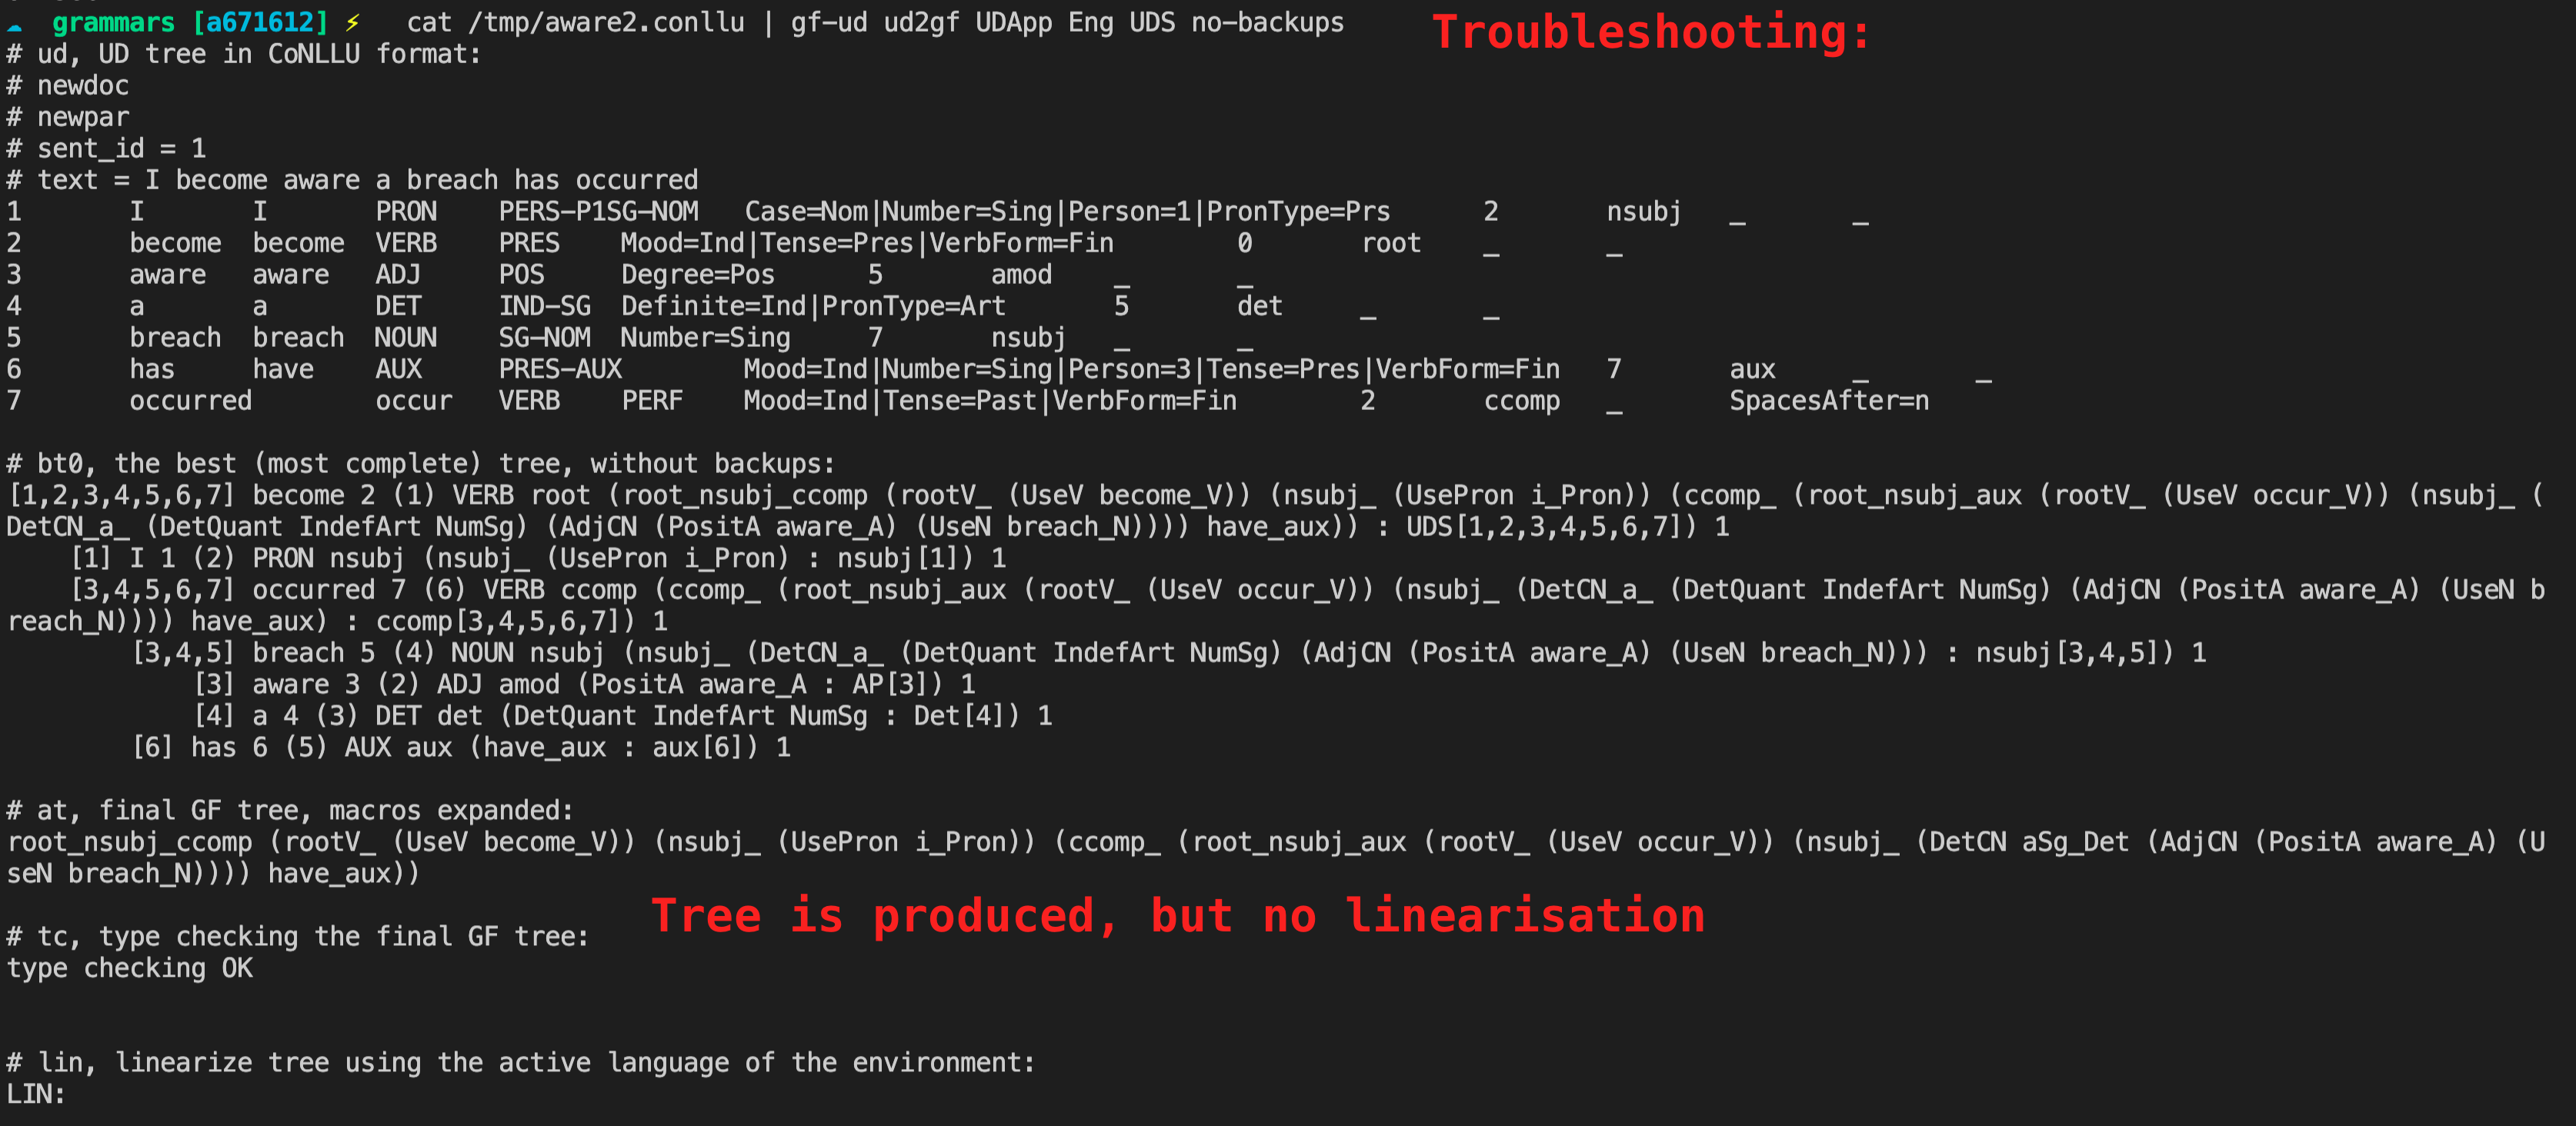 grammars [a671612] ⚡ cat /tmp/aware2.conllu | gf-ud ud2gf UDApp Eng UDS no-backups
Troubleshooting:
# ud, UD tree in CoNLLU format:
# newdoc
# newpar
# sent_id = 1
# text = I become aware a breach has occurred
1 I I PRON PERS-P1SG-NOM Case=Nom|Number=Sing|Person=1|PronType=Prs 2 nsubj _ _
2 become become VERB PRES Mood=Ind|Tense=Pres|VerbForm=Fin 0 root _ _
3 aware aware ADJ POS Degree=Pos 5 amod _ _
4 a a DET IND-SG Definite=Ind|PronType=Art 5 det _ _
5 breach breach NOUN SG-NOM Number=Sing 7 nsubj _ _
6 has have AUX PRES-AUX Mood=Ind|Number=Sing|Person=3|Tense=Pres|VerbForm=Fin 7 aux _ _
7 occurred occur VERB PERF Mood=Ind|Tense=Past|VerbForm=Fin 2 ccomp _ SpacesAfter=n
# bt0, the best (most complete) tree, without backups:
[1,2,3,4,5,6,7] become 2 (1) VERB root (root_nsubj_ccomp (rootV_ (UseV become_V)) (nsubj_ (UsePron i_Pron)) (ccomp_ (root_nsubj_aux (rootV_ (UseV occur_V)) (nsubj_ (
DetCN_a_ (DetQuant IndefArt NumSg) (AdjCN (PositA aware_A) (UseN breach_N)))) have_aux)) : UDS[1,2,3,4,5,6,7]) 1
[1] I 1 (2) PRON nsubj (nsubj_ (UsePron i_Pron) : nsubj[1]) 1
[3,4,5,6,7] occurred 7 (6) VERB ccomp (ccomp_ (root_nsubj_aux (rootV_ (UseV occur_V)) (nsubj_ (DetCN_a_ (DetQuant IndefArt NumSg) (AdjCN (PositA aware_A) (UseN b
reach_N)))) have_aux) : ccomp[3,4,5,6,7]) 1
[3,4,5] breach 5 (4) NOUN nsubj (nsubj_ (DetCN_a_ (DetQuant IndefArt NumSg) (AdjCN (PositA aware_A) (UseN breach_N))) : nsubj[3,4,5]) 1
[3] aware 3 (2) ADJ amod (PositA aware_A : AP[3]) 1
[4] a 4 (3) DET det (DetQuant IndefArt NumSg : Det[4]) 1
[6] has 6 (5) AUX aux (have_aux : aux[6]) 1
# at, final GF tree, macros expanded:
root_nsubj_ccomp (rootV_ (UseV become_V)) (nsubj_ (UsePron i_Pron)) (ccomp_ (root_nsubj_aux (rootV_ (UseV occur_V)) (nsubj_ (DetCN aSg_Det (AdjCN (PositA aware_A) (U
seN breach_N)))) have_aux))
Tree is produced, but no linearisation
# tc, type checking the final GF tree:
type checking OK
# lin, linearize tree using the active language of the environment:
LIN: